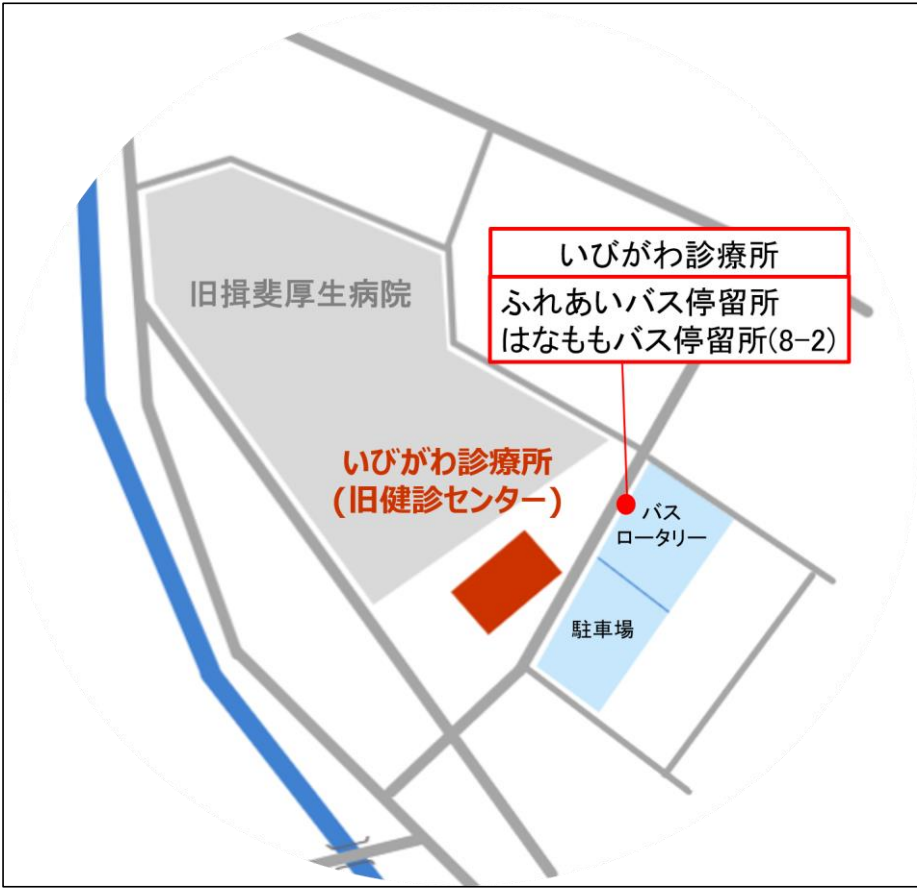 いびがわ診療所
ふれあいバス停留所
はなももバス停留所(8-2)
旧揖斐厚生病院
いびがわ診療所
(旧健診センター)
バス
ロータリー
駐車場